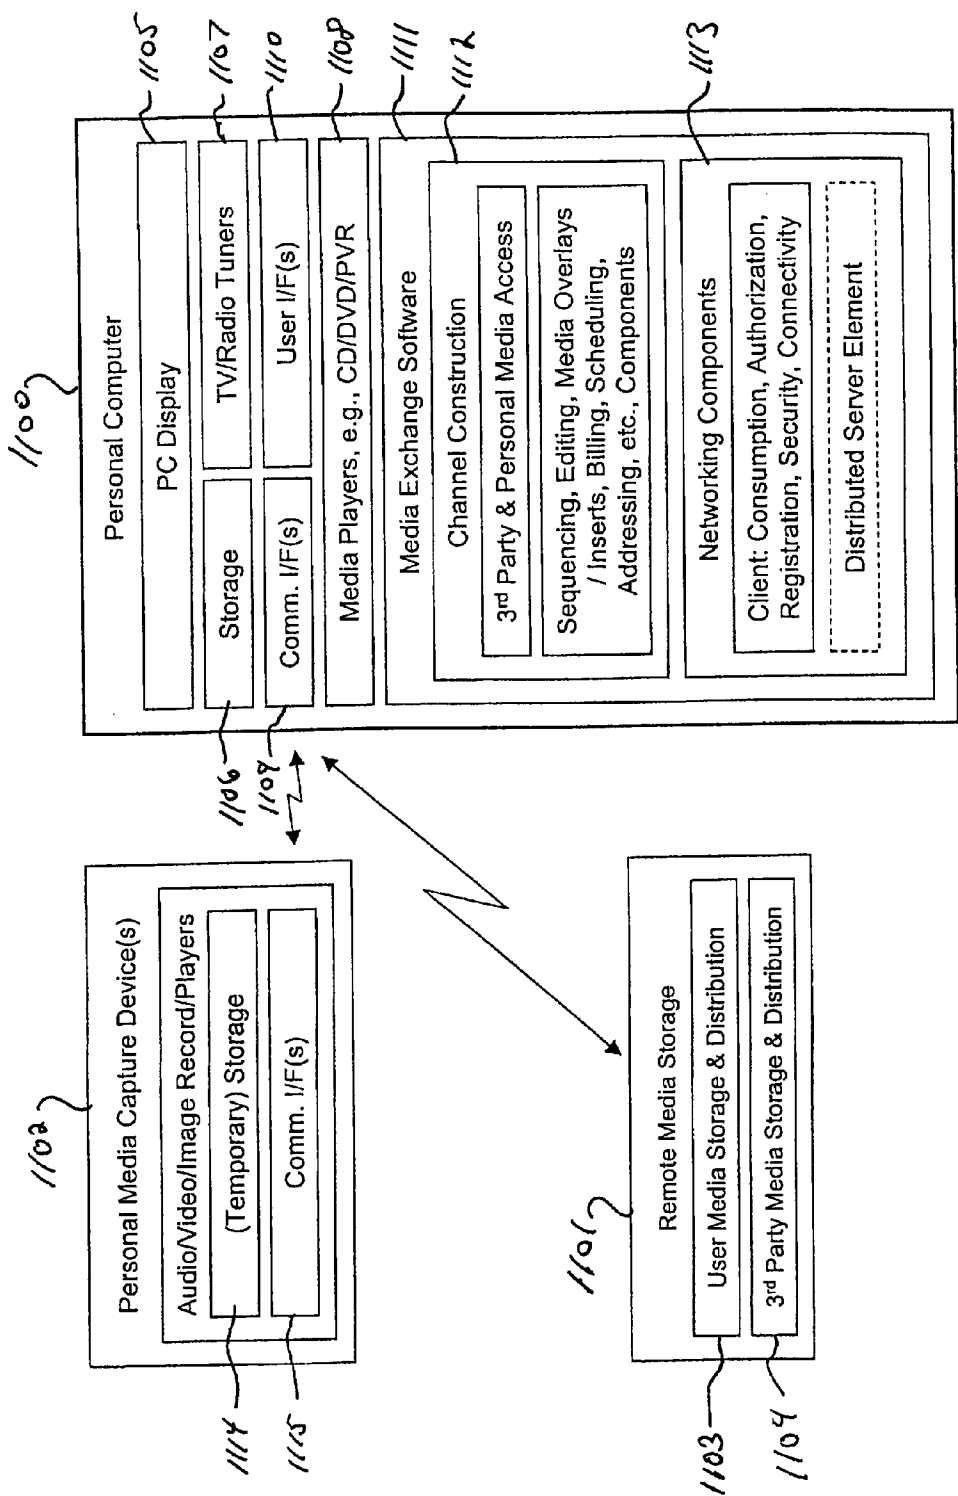 1100
Personal Computer
PC Display
1105
Storage
1106
TV/Radio Tuners
1107
Comm. I/F(s)
1109
User I/F(s)
1110
Media Players, e.g., CD/DVD/PVR
1108
Media Exchange Software
1111
Channel Construction
1112
3rd Party & Personal Media Access
Sequencing, Editing, Media Overlays
/ Inserts, Billing, Scheduling,
Addressing, etc., Components
Networking Components
1113
Client: Consumption, Authorization,
Registration, Security, Connectivity
Distributed Server Element
1102
Personal Media Capture Device(s)
Audio/Video/Image Record/Players
(Temporary) Storage
1114
Comm. I/F(s)
1115
1101
Remote Media Storage
User Media Storage & Distribution
1103
3rd Party Media Storage & Distribution
1104